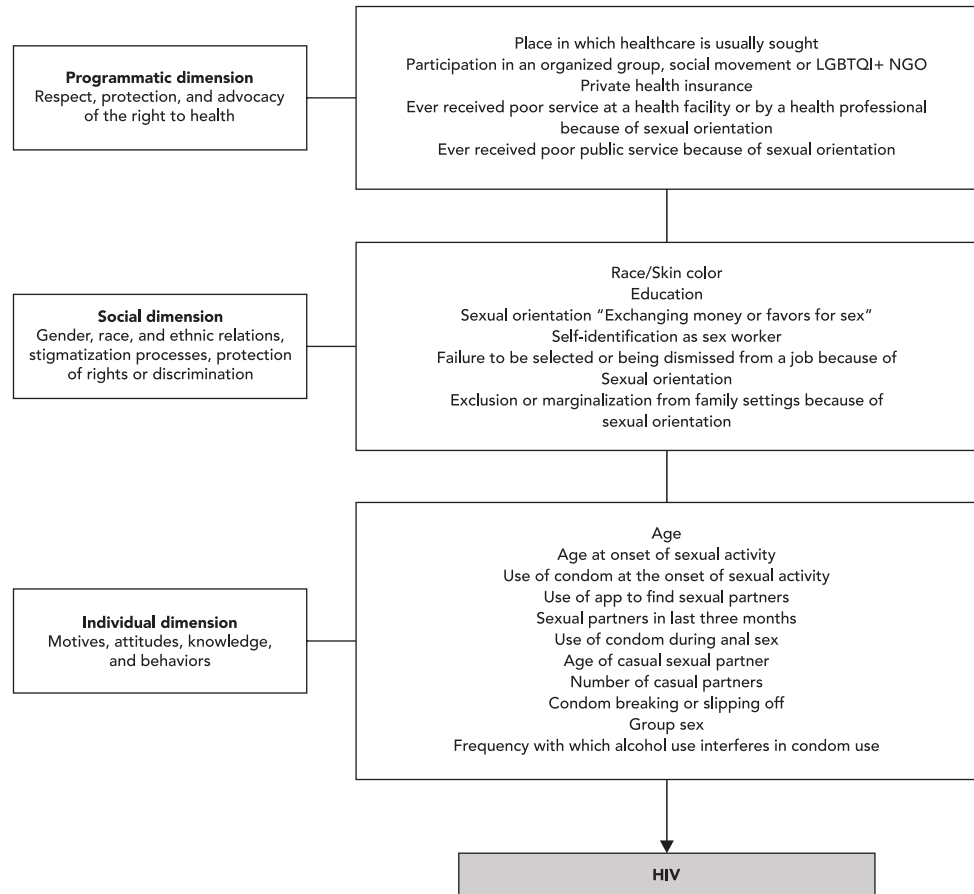 Programmatic dimension
Respect, protection, and advocacy
of the right to health
Place in which healthcare is usually sought
Participation in an organized group, social movement or LGBTQI+ NGO
Private health insurance
Ever received poor service at a health facility or by a health professional
because of sexual orientation
Ever received poor public service because of sexual orientation
Social dimension
Gender, race, and ethnic relations,
stigmatization processes, protection
of rights or discrimination
Race/Skin color
Education
Sexual orientation “Exchanging money or favors for sex”
Self-identification as sex worker
Failure to be selected or being dismissed from a job because of
Sexual orientation
Exclusion or marginalization from family settings because of
sexual orientation
Individual dimension
Motives, attitudes, knowledge,
and behaviors
Age
Age at onset of sexual activity
Use of condom at the onset of sexual activity
Use of app to find sexual partners
Sexual partners in last three months
Use of condom during anal sex
Age of casual sexual partner
Number of casual partners
Condom breaking or slipping off
Group sex
Frequency with which alcohol use interferes in condom use
HIV